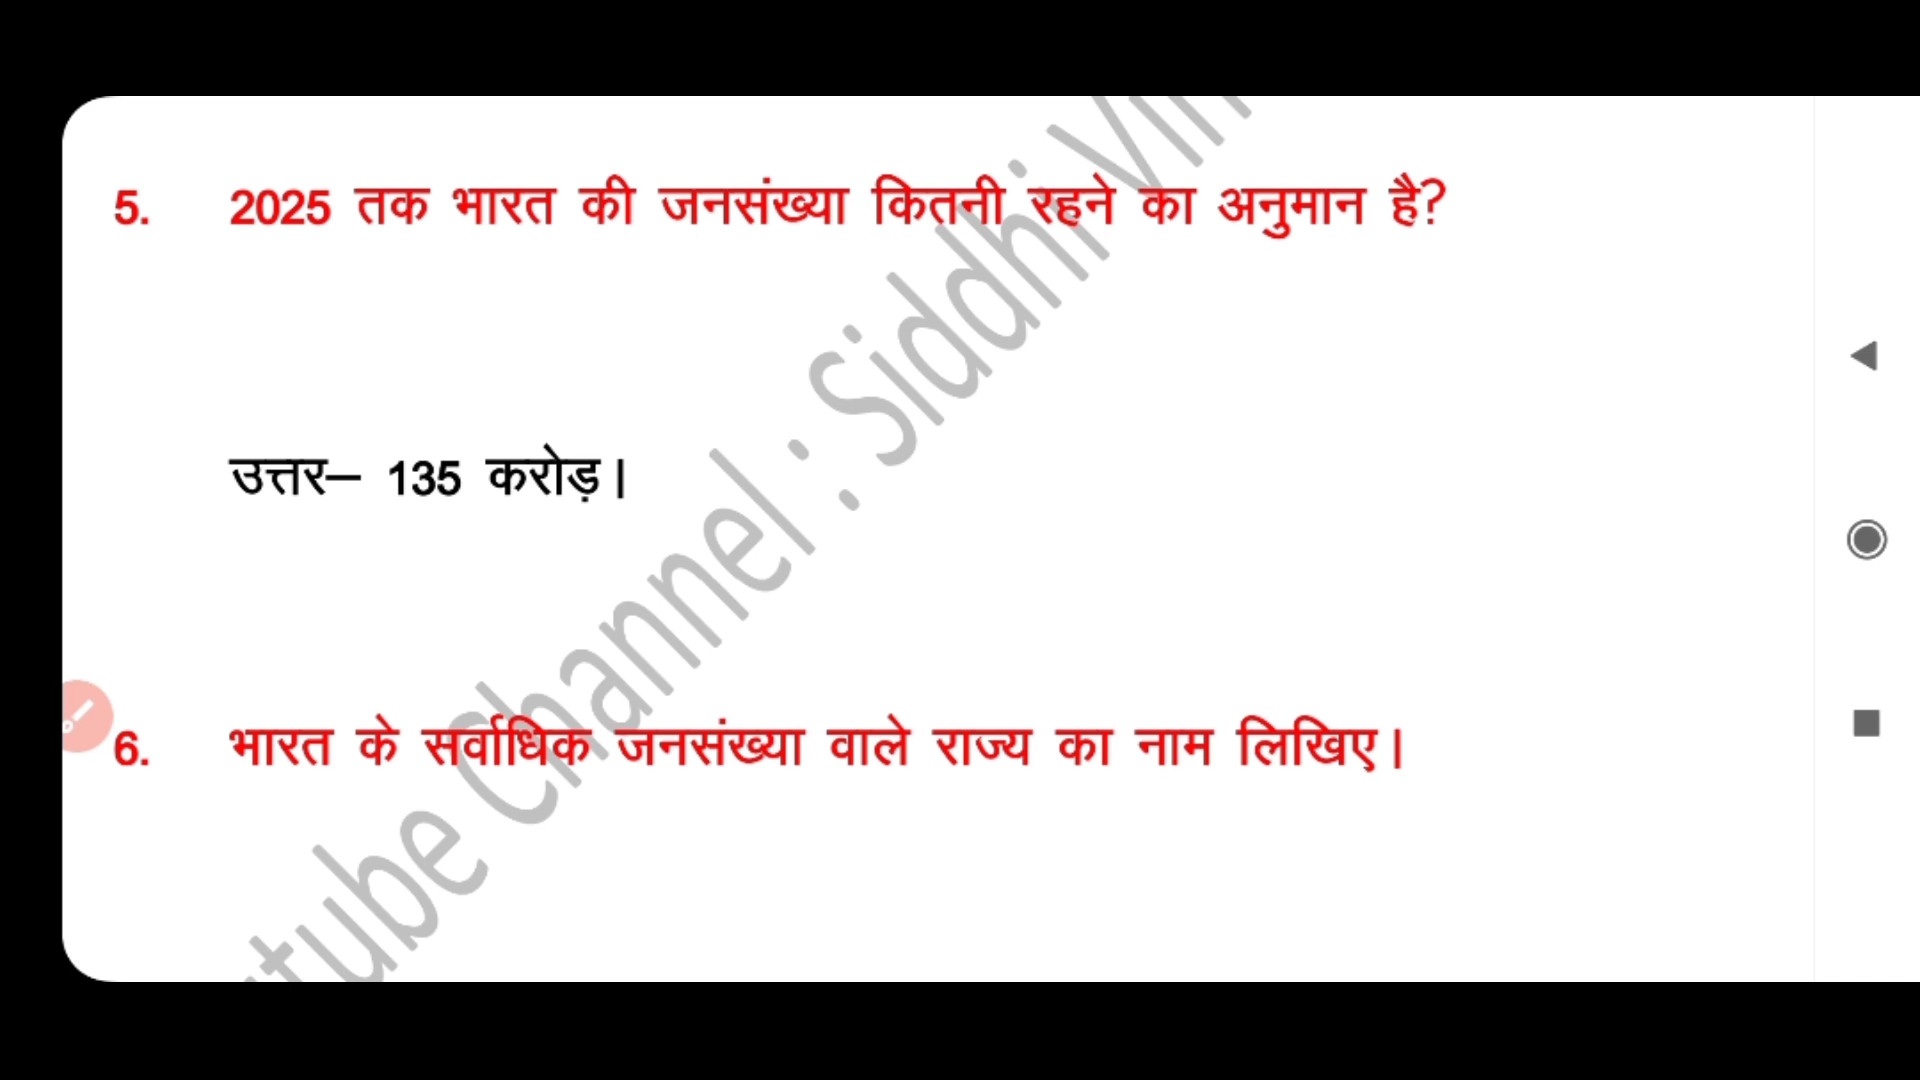 5. 2025 तक भारत की जनसंख्या कितनी रहने का अनुमान है?
उत्तर– 135 करोड़।
6. भारत के सर्वाधिक जनसंख्या वाले राज्य का नाम लिखिए।
tube Channel : Siddhi